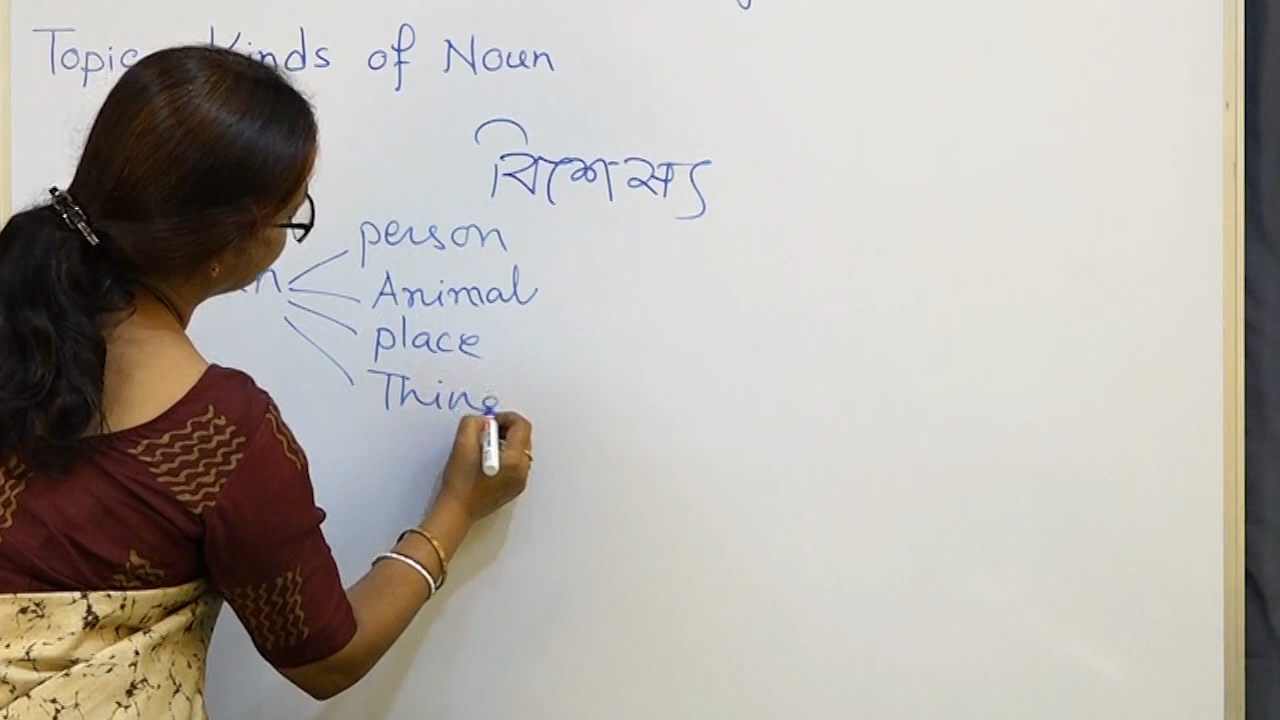 Topic Kinds of Noun
বিশেষ্য
person
Animal
place
Thing